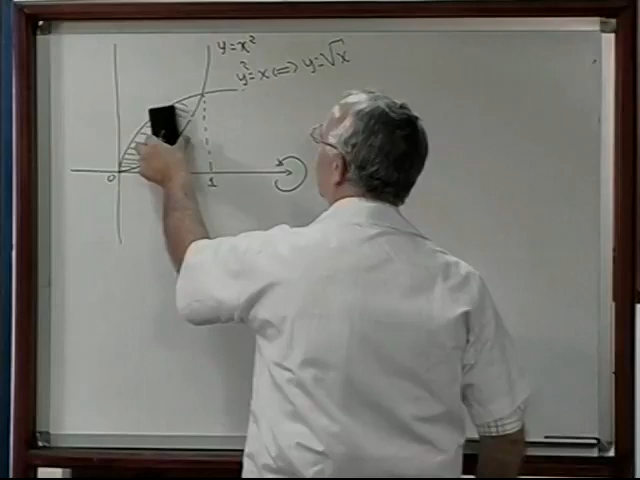 y=x²
y²=x⟺y=√x
x
0
1